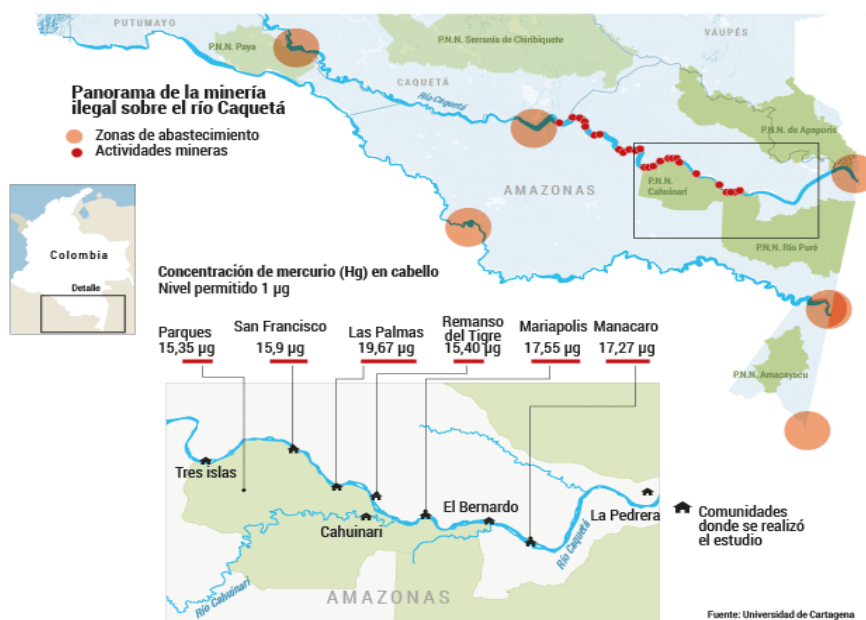 PUTUMAYO
P.N.N. Paya
P.N.N. Serranía de Chiribiquete
VAUPÉS
CAQUETÁ
Río Caquetá
Panorama de la minería
ilegal sobre el río Caquetá
Zonas de abastecimiento
Actividades mineras
P.N.N. de Apaporis
AMAZONAS
P.N.N.
Cahuinarí
P.N.N. Río Puré
Colombia
Detalle
Concentración de mercurio (Hg) en cabello
Nivel permitido 1 µg
P.N.N. Amacayacu
Parques
15,35 µg
San Francisco
15,9 µg
Las Palmas
19,67 µg
Remanso
del Tigre
15,40 µg
Mariapolis
17,55 µg
Manacaro
17,27 µg
Tres islas
Cahuinari
El Bernardo
La Pedrera
Río Caquetá
Río Cahuinarí
AMAZONAS
Comunidades
donde se realizó
el estudio
Fuente: Universidad de Cartagena